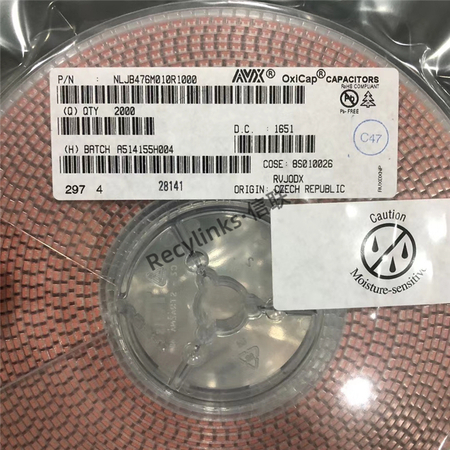 P/N : NLJB476M010R1000
AVX® OxiCap® CAPACITORS
RoHS COMPLIANT
(Q) QTY 2000
Pb-FREE
D.C. : 1651
C47
(H) BATCH A514155H004
COSE: 8S010026
RVJODX
297 4 28141
ORIGIN: CZECH REPUBLIC
Recylinks·信联
Caution
Moisture-sensitive